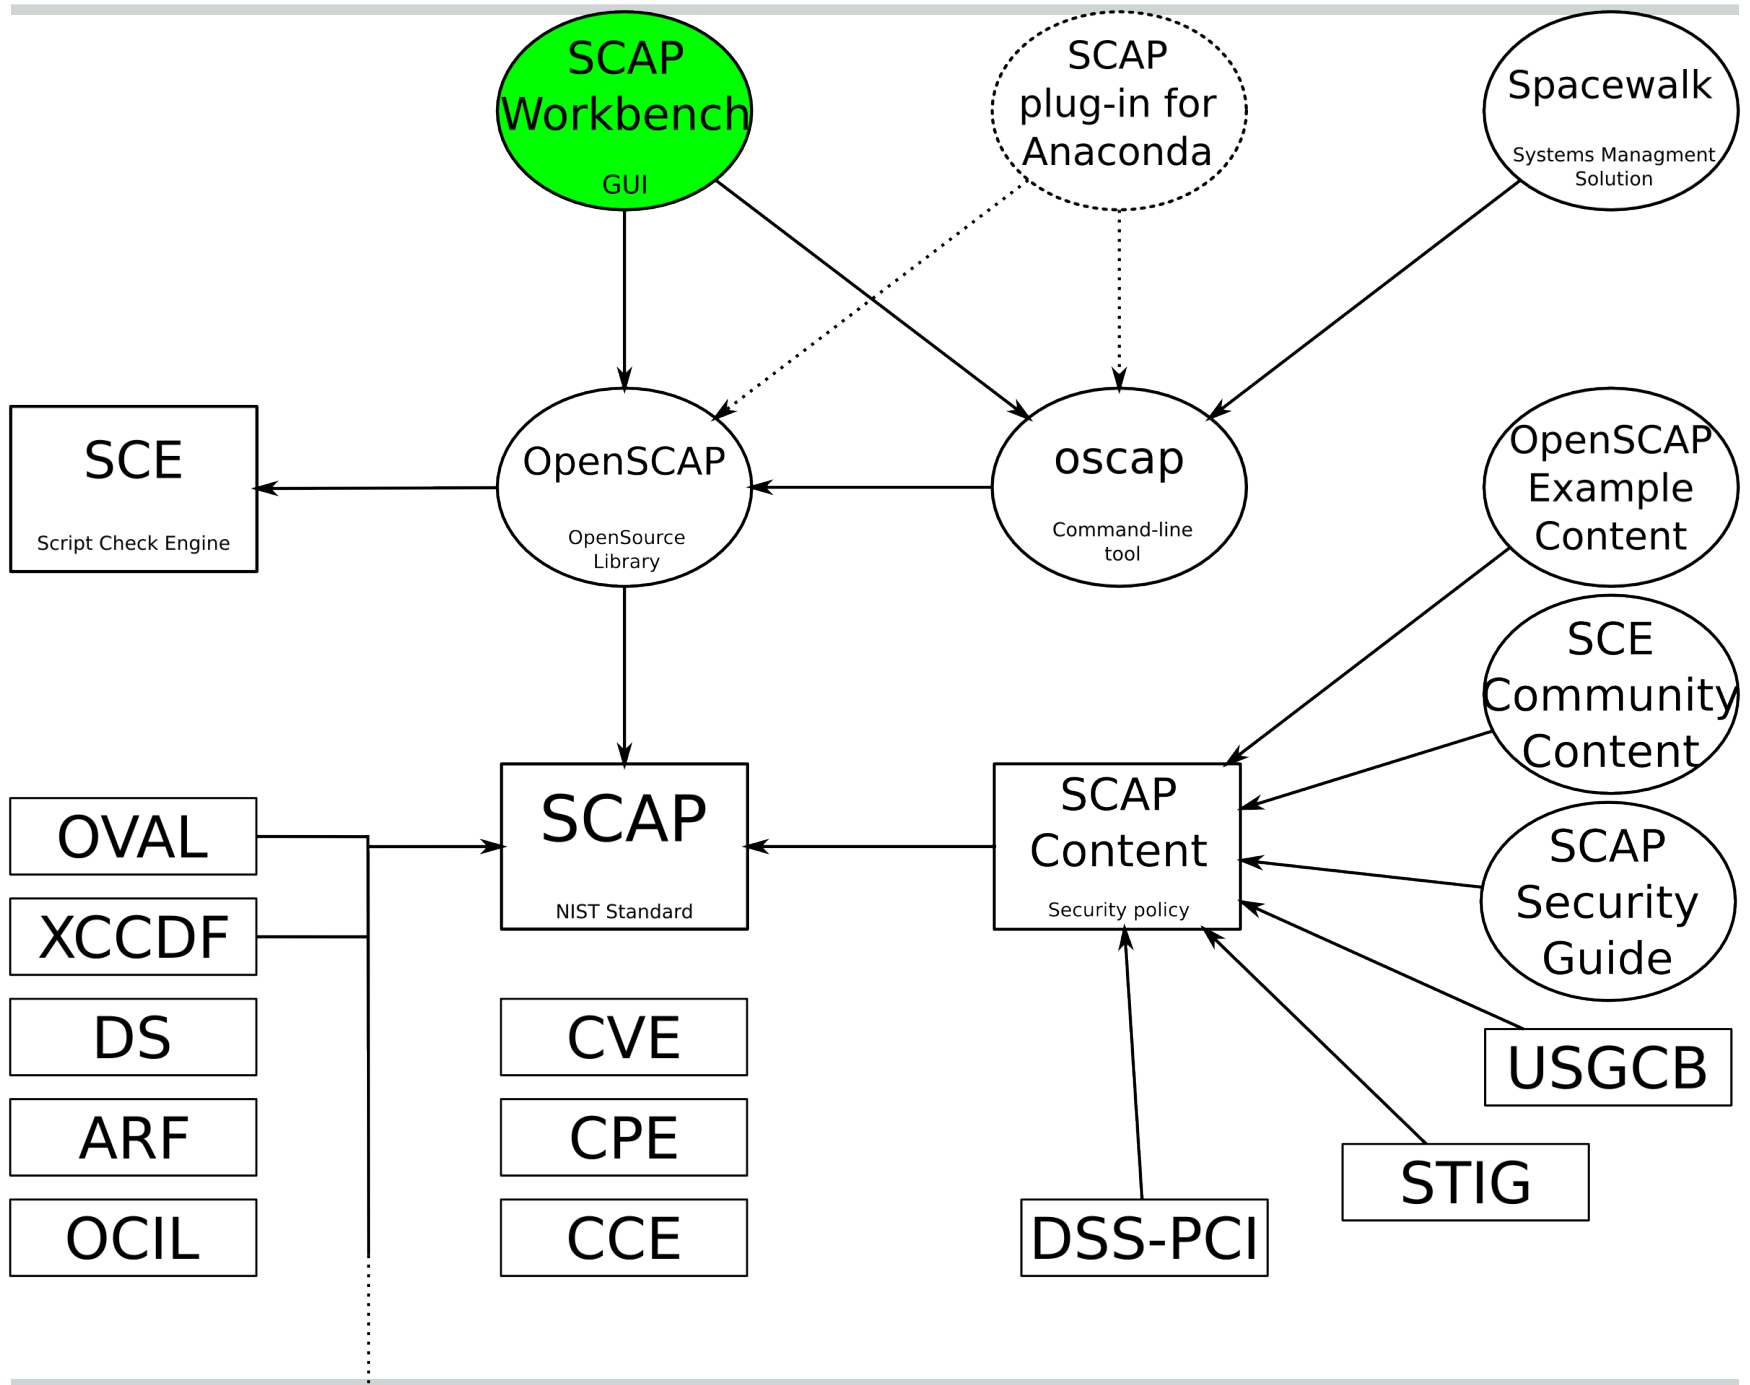 SCAP
Workbench
GUI
SCAP
plug-in for
Anaconda
Spacewalk
Systems Managment
Solution
SCE
Script Check Engine
OpenSCAP
OpenSource
Library
oscap
Command-line
tool
OpenSCAP
Example
Content
SCE
Community
Content
SCAP
Security
Guide
OVAL
XCCDF
DS
ARF
OCIL
SCAP
NIST Standard
CVE
CPE
CCE
SCAP
Content
Security policy
USGCB
STIG
DSS-PCI